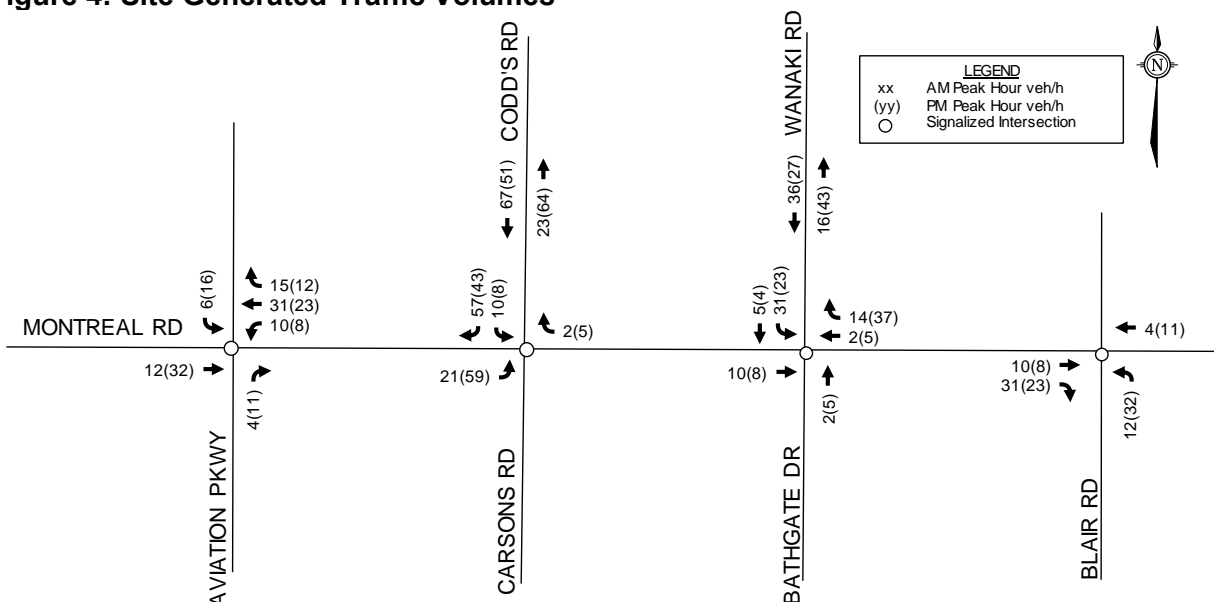 igure 4: Site Generated Traffic Volumes
LEGEND
xx AM Peak Hour veh/h
(yy) PM Peak Hour veh/h
Signalized Intersection
N
CODD'S RD
WANAKI RD
67(51)
23(64)
36(27)
16(43)
6(16)
15(12)
31(23)
10(8)
57(43)
10(8)
2(5)
5(4)
31(23)
14(37)
2(5)
4(11)
MONTREAL RD
12(32)
4(11)
21(59)
10(8)
2(5)
10(8)
31(23)
12(32)
AVIATION PKWY
CARSONS RD
BATHGATE DR
BLAIR RD